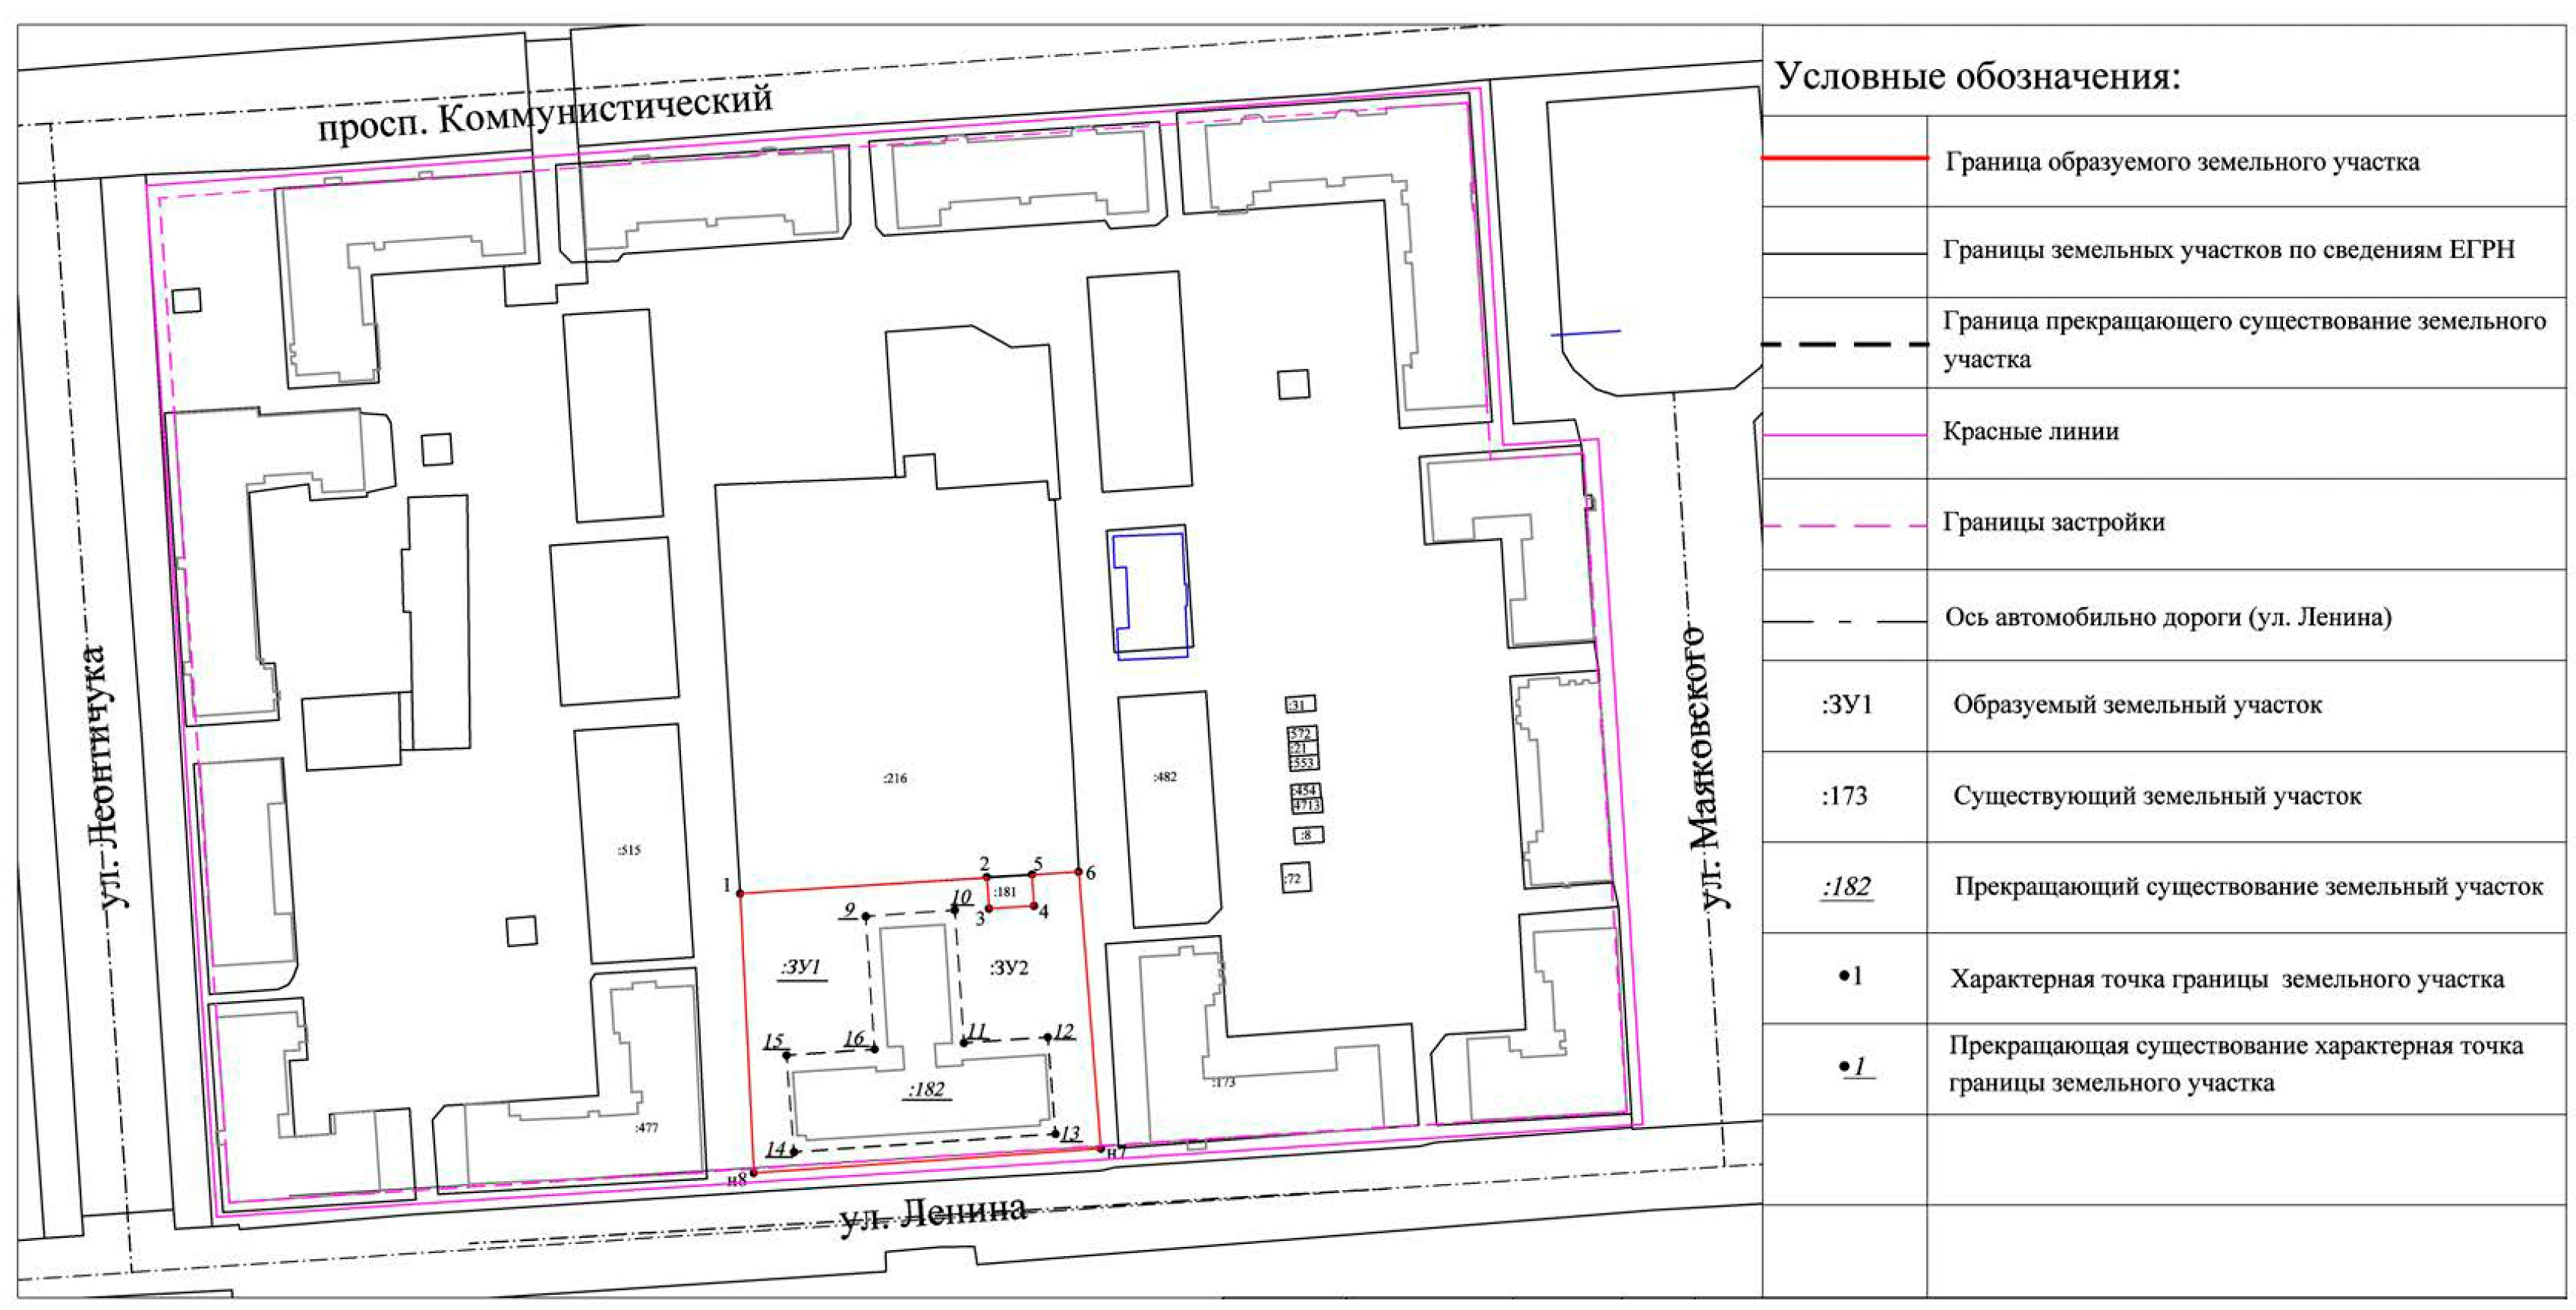 просп. Коммунистический
ул. Леонтичука
ул. Маяковского
ул. Ленина
:31
572
:21
:553
:216
:482
:454
4713
:8
:515
:72
1
2
5
6
:181
3
4
9
10
:ЗУ1
:ЗУ2
15
16
11
12
:182
:173
:477
14
13
н7
н8
Условные обозначения:
Граница образуемого земельного участка
Границы земельных участков по сведениям ЕГРН
Граница прекращающего существование земельного
участка
Красные линии
Границы застройки
Ось автомобильно дороги (ул. Ленина)
:ЗУ1 Образуемый земельный участок
:173 Существующий земельный участок
:182 Прекращающий существование земельный участок
1 Характерная точка границы земельного участка
1 Прекращающая существование характерная точка
границы земельного участка